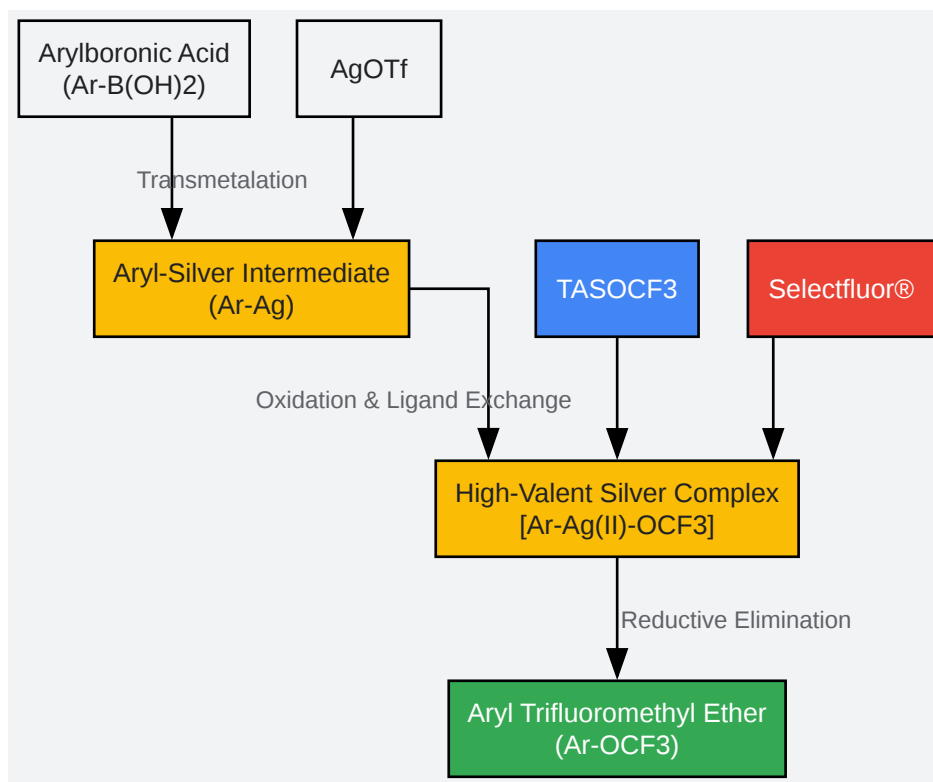 Arylboronic Acid
(Ar-B(OH)2)
AgOTf
Transmetalation
Aryl-Silver Intermediate
(Ar-Ag)
TASOCF3
Selectfluor®
Oxidation & Ligand Exchange
High-Valent Silver Complex
[Ar-Ag(II)-OCF3]
Reductive Elimination
Aryl Trifluoromethyl Ether
(Ar-OCF3)